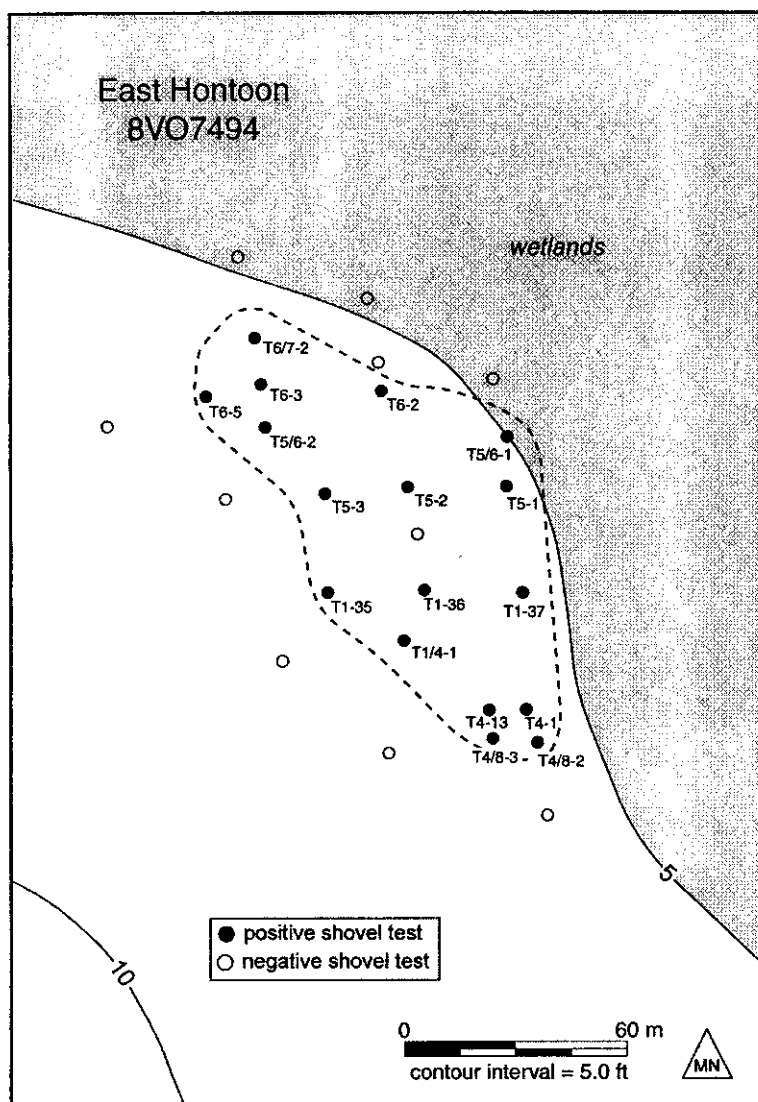 East Hontoon
8VO7494
wetlands
T6/7-2
T6-3
T6-2
T6-5
T5/6-2
T5/6-1
T5-3
T5-2
T5-1
T1-35
T1-36
T1-37
T1/4-1
T4-13
T4-1
T4/8-3
T4/8-2
5
10
positive shovel test
negative shovel test
0 60 m
contour interval = 5.0 ft
MN